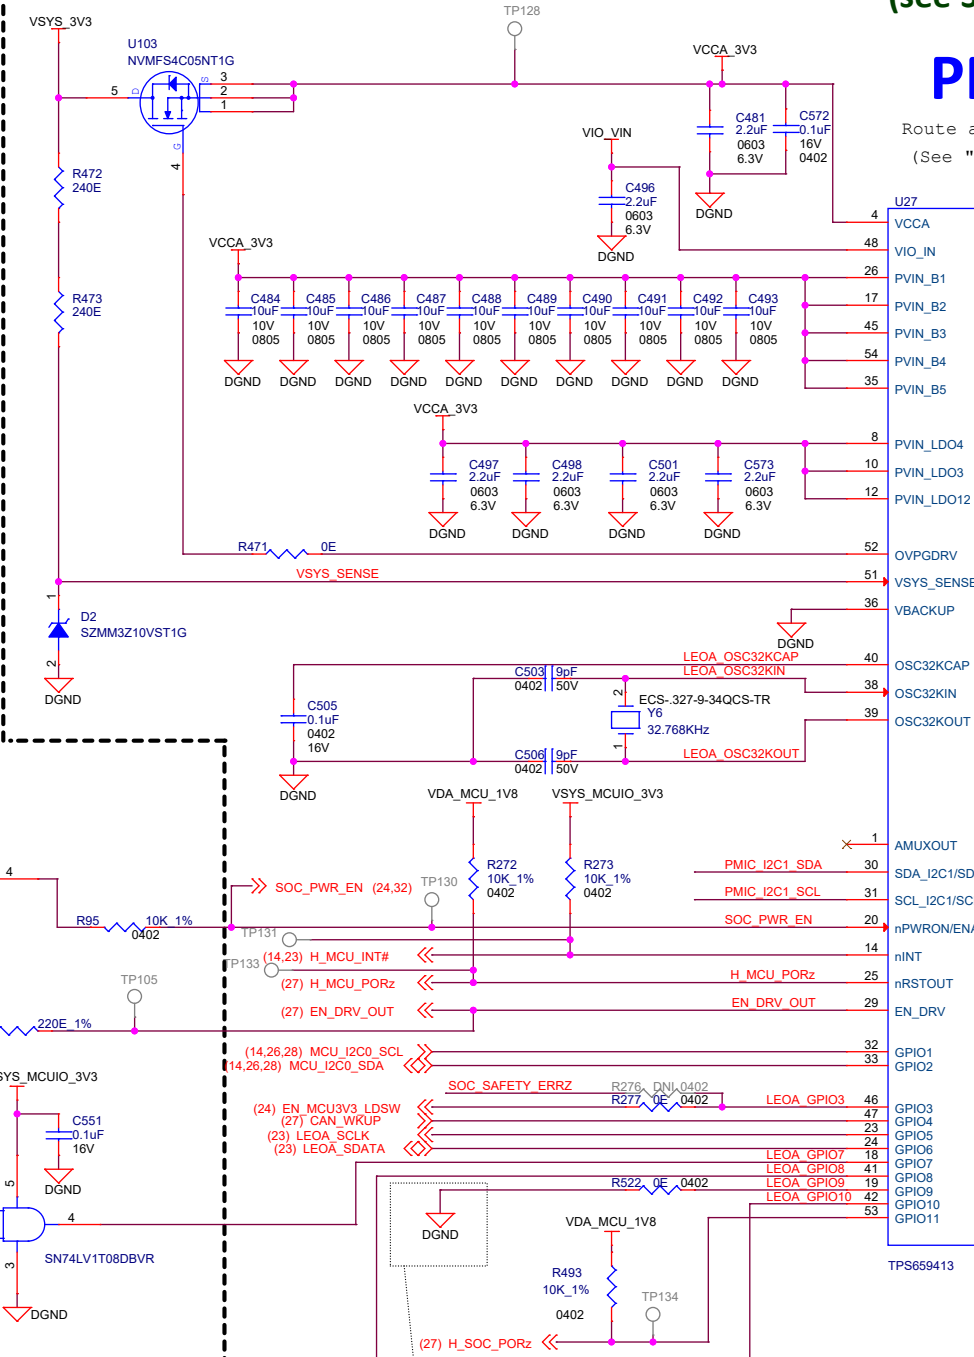 (see S
TP128
VSYS_3V3
U103
NVMFS4C05NT1G
VCCA_3V3
PI
5 D S 3
2
1
G
4
C481
2.2uF
0603
6.3V
C572
0.1uF
16V
0402
Route a
(See "
VIO_VIN
R472
240E
C496
2.2uF
0603
6.3V
DGND
DGND
U27
4 VCCA
48 VIO_IN
VCCA_3V3
26 PVIN_B1
17 PVIN_B2
45 PVIN_B3
54 PVIN_B4
35 PVIN_B5
R473
240E
C484 C485 C486 C487 C488 C489 C490 C491 C492 C493
10uF 10uF 10uF 10uF 10uF 10uF 10uF 10uF 10uF 10uF
10V 10V 10V 10V 10V 10V 10V 10V 10V 10V
0805 0805 0805 0805 0805 0805 0805 0805 0805 0805
DGND DGND DGND DGND DGND DGND DGND DGND DGND DGND
VCCA_3V3
8 PVIN_LDO4
10 PVIN_LDO3
12 PVIN_LDO12
C497 C498 C501 C573
2.2uF 2.2uF 2.2uF 2.2uF
0603 0603 0603 0603
6.3V 6.3V 6.3V 6.3V
DGND DGND DGND DGND
R471 0E
52 OVPGDRV
VSYS_SENSE
51 VSYS_SENSE
1
D2
SZMM3Z10VST1G
2
DGND
36 VBACKUP
DGND
LEOA_OSC32KCAP
40 OSC32KCAP
LEOA_OSC32KIN
38 OSC32KIN
39 OSC32KOUT
C503 9pF
0402 50V
2
ECS-.327-9-34QCS-TR
Y6
32.768KHz
1
C505
0.1uF
0402
16V
DGND
C506 9pF
0402 50V
LEOA_OSC32KOUT
VDA_MCU_1V8
VSYS_MCUIO_3V3
1 AMUXOUT
R272
10K_1%
0402
R273
10K_1%
0402
PMIC_I2C1_SDA
30 SDA_I2C1/SD
PMIC_I2C1_SCL
31 SCL_I2C1/SC
4
SOC_PWR_EN (24,32)
TP130
SOC_PWR_EN
20 nPWRON/ENA
R95 10K_1%
0402
TP131
(14,23) H_MCU_INT#
14 nINT
TP133
(27) H_MCU_PORz
H_MCU_PORz
25 nRSTOUT
TP105
(27) EN_DRV_OUT
EN_DRV_OUT
29 EN_DRV
220E_1%
(14,26,28) MCU_I2C0_SCL
32 GPIO1
(14,26,28) MCU_I2C0_SDA
33 GPIO2
SYS_MCUIO_3V3
SOC_SAFETY_ERRZ
R276 DNI 0402
(24) EN_MCU3V3_LDSW
R277 0E 0402
LEOA_GPIO3
46 GPIO3
(27) CAN_WKUP
47 GPIO4
(23) LEOA_SCLK
23 GPIO5
(23) LEOA_SDATA
24 GPIO6
LEOA_GPIO7
18 GPIO7
LEOA_GPIO8
41 GPIO8
R522 0E 0402
LEOA_GPIO9
19 GPIO9
LEOA_GPIO10
42 GPIO10
53 GPIO11
C551
0.1uF
16V
DGND
5
4
3
SN74LV1T08DBVR
DGND
DGND
VDA_MCU_1V8
R493
10K_1%
0402
TP134
TPS659413
(27) H_SOC_PORz